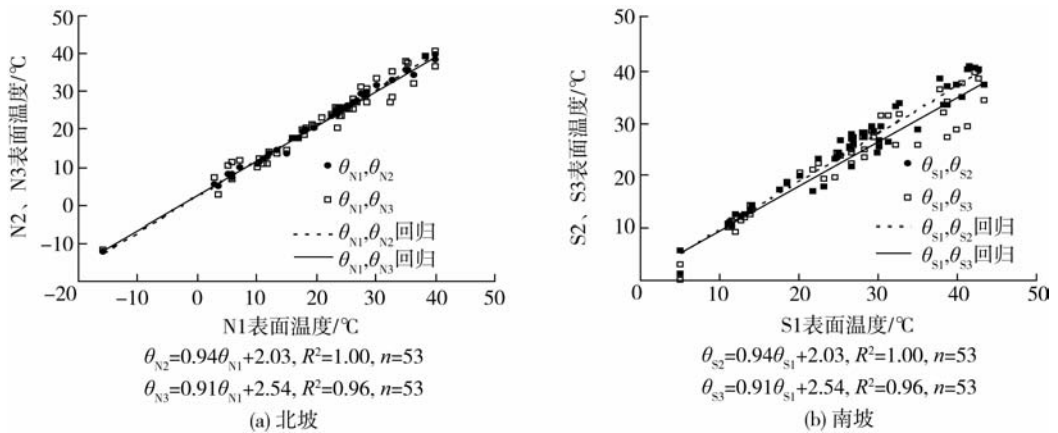 50
40
30
20
10
0
-10
-20
-10
0
10
20
30
40
50
N2、N3表面温度/℃
N1表面温度/℃
θN1,θN2
θN1,θN3
θN1,θN2回归
θN1,θN3回归
θN2=0.94θN1+2.03, R²=1.00, n=53
θN3=0.91θN1+2.54, R²=0.96, n=53
(a) 北坡
50
40
30
20
10
0
10
20
30
40
50
S2、S3表面温度/℃
S1表面温度/℃
θS1,θS2
θS1,θS3
θS1,θS2回归
θS1,θS3回归
θS2=0.94θS1+2.03, R²=1.00, n=53
θS3=0.91θS1+2.54, R²=0.96, n=53
(b) 南坡